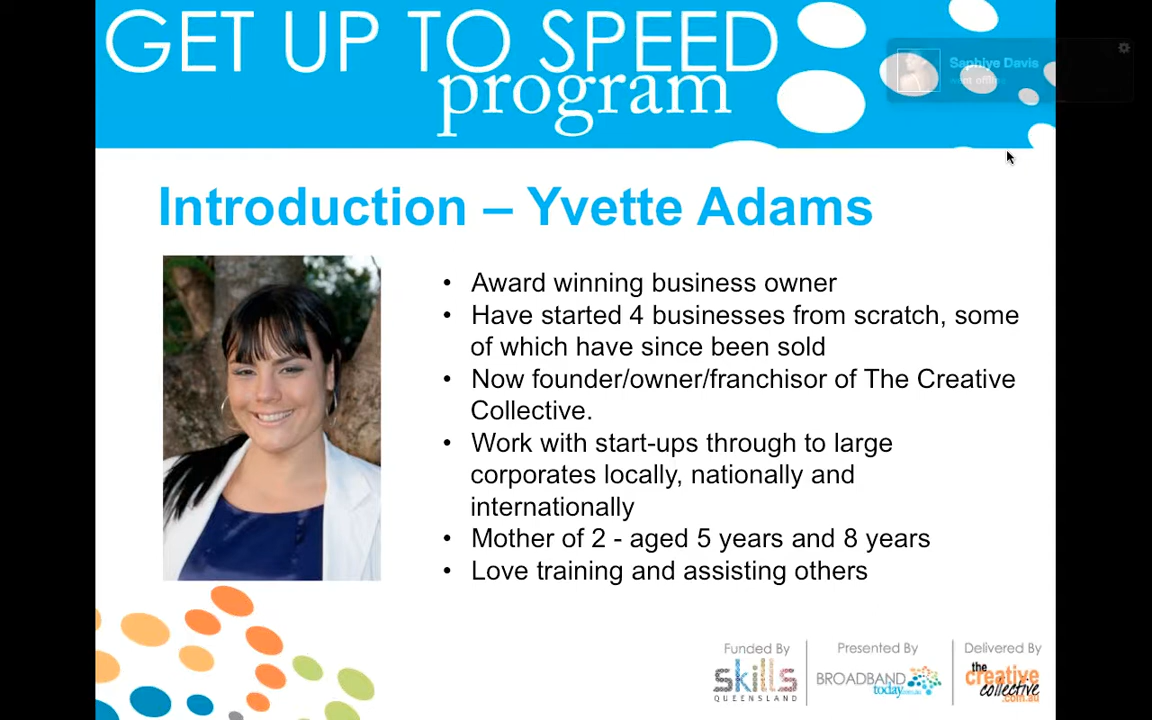 GET UP TO SPEED
program
Saphiye Davis
went offline
Introduction – Yvette Adams
• Award winning business owner
• Have started 4 businesses from scratch, some
of which have since been sold
• Now founder/owner/franchisor of The Creative
Collective.
• Work with start-ups through to large
corporates locally, nationally and
internationally
• Mother of 2 - aged 5 years and 8 years
• Love training and assisting others
Funded By
skills
QUEENSLAND
Presented By
BROADBAND
today.com.au
Delivered By
the
creative
collective
.com.au